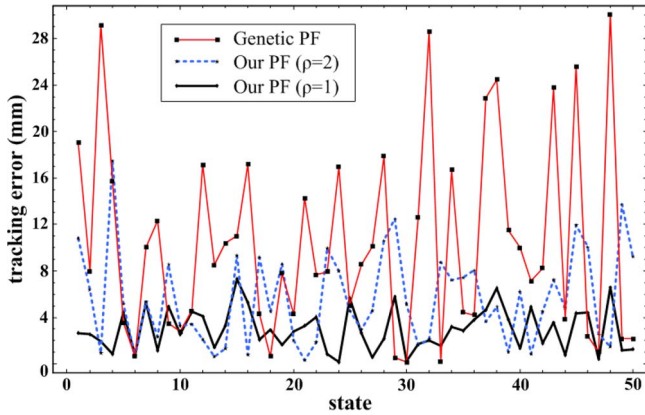 28
24
20
16
12
8
4
0
tracking error (mm)
Genetic PF
Our PF (ρ=2)
Our PF (ρ=1)
0 10 20 30 40 50
state